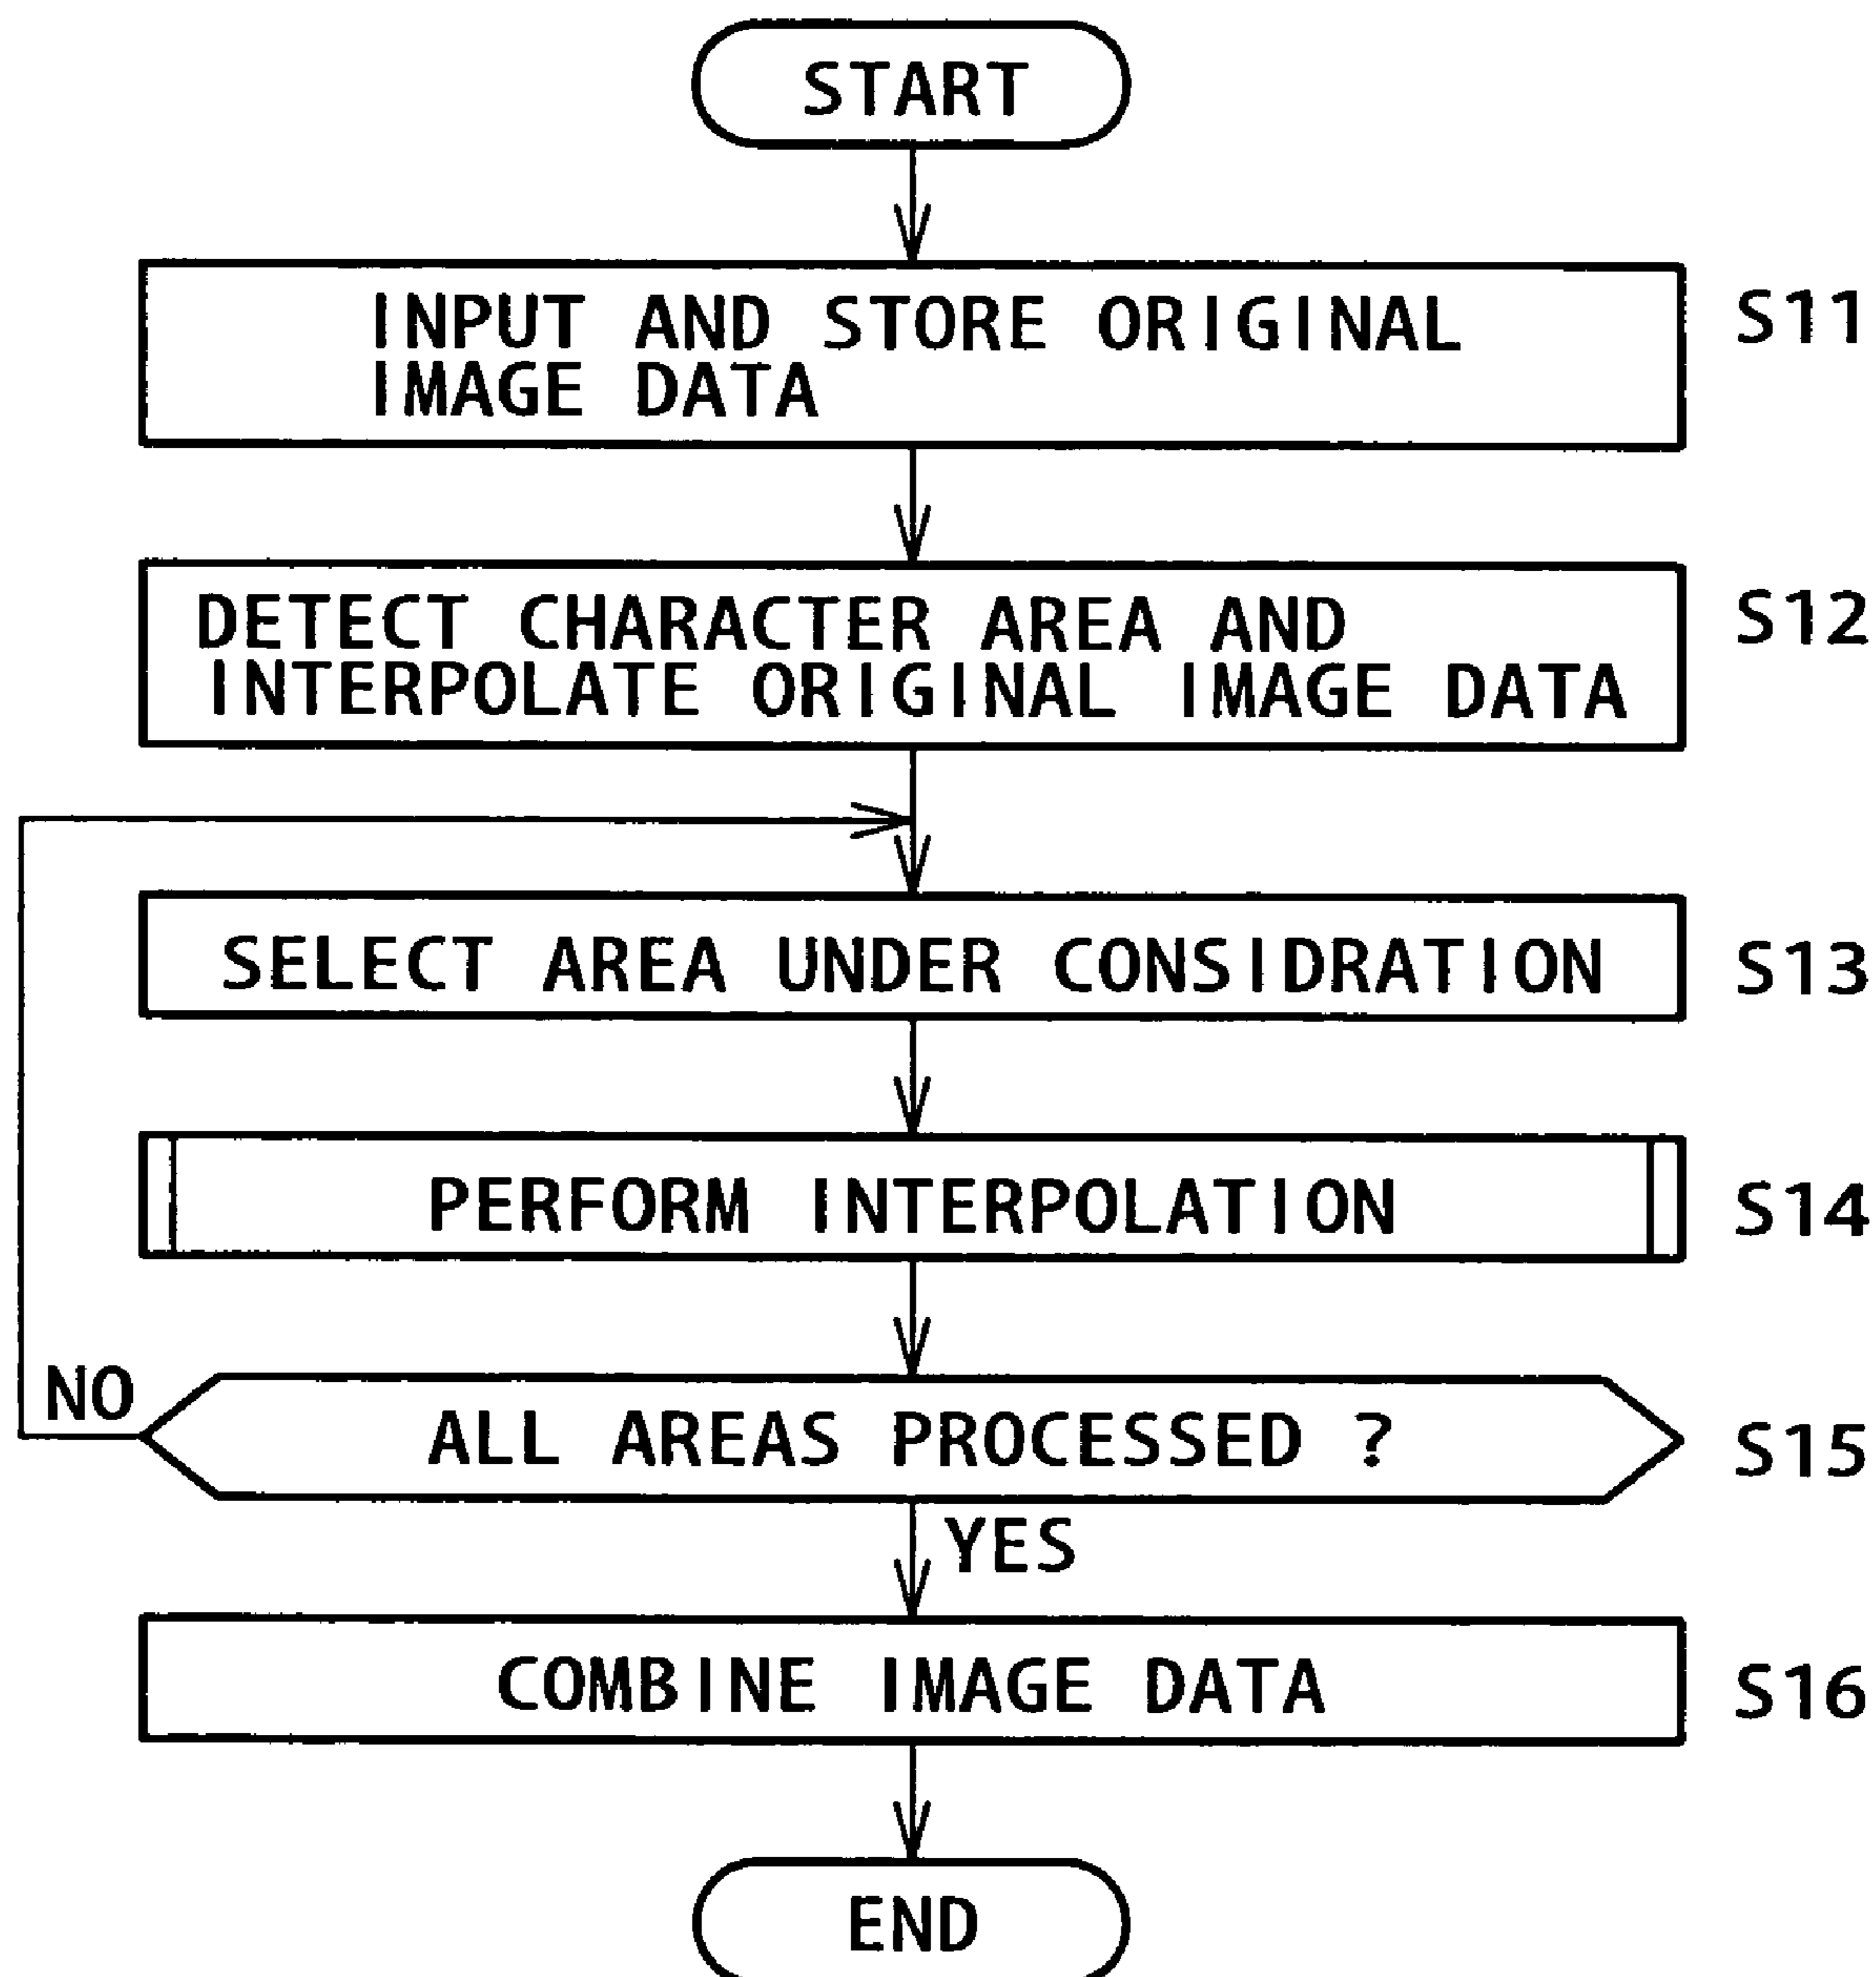 START
INPUT AND STORE ORIGINAL
IMAGE DATA
S11
DETECT CHARACTER AREA AND
INTERPOLATE ORIGINAL IMAGE DATA
S12
SELECT AREA UNDER CONSIDRATION
S13
PERFORM INTERPOLATION
S14
NO
ALL AREAS PROCESSED ?
S15
YES
COMBINE IMAGE DATA
S16
END